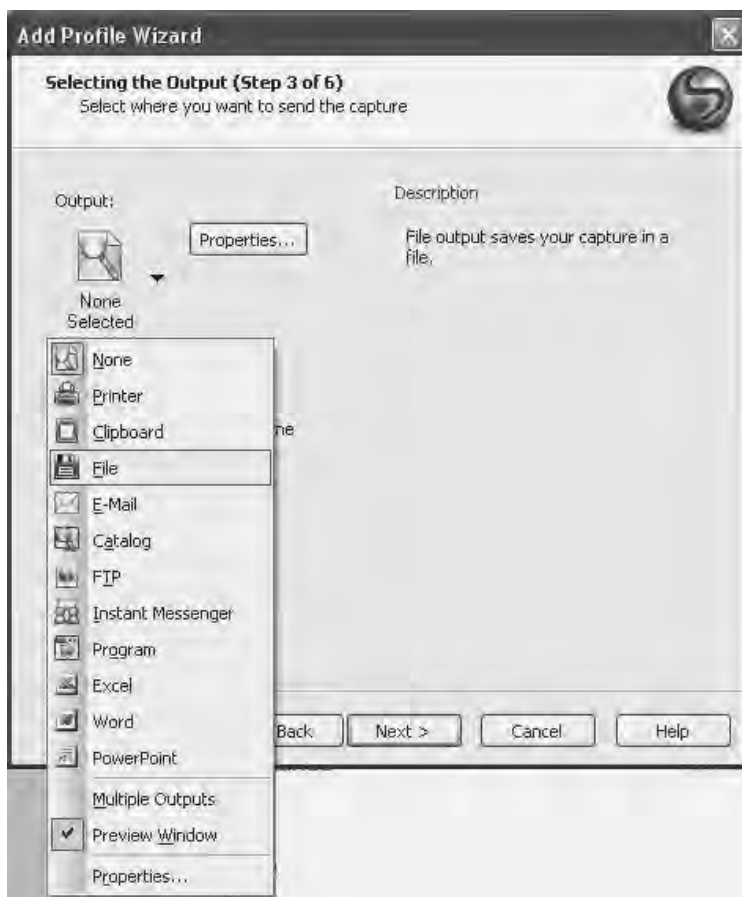 Add Profile Wizard
Selecting the Output (Step 3 of 6)
Select where you want to send the capture
Output:
Properties...
Description
File output saves your capture in a
file.
None
Selected
None
Printer
Clipboard
ne
File
E-Mail
Catalog
FTP
Instant Messenger
Program
Excel
Word
Back
Next >
Cancel
Help
PowerPoint
Multiple Outputs
Preview Window
Properties...